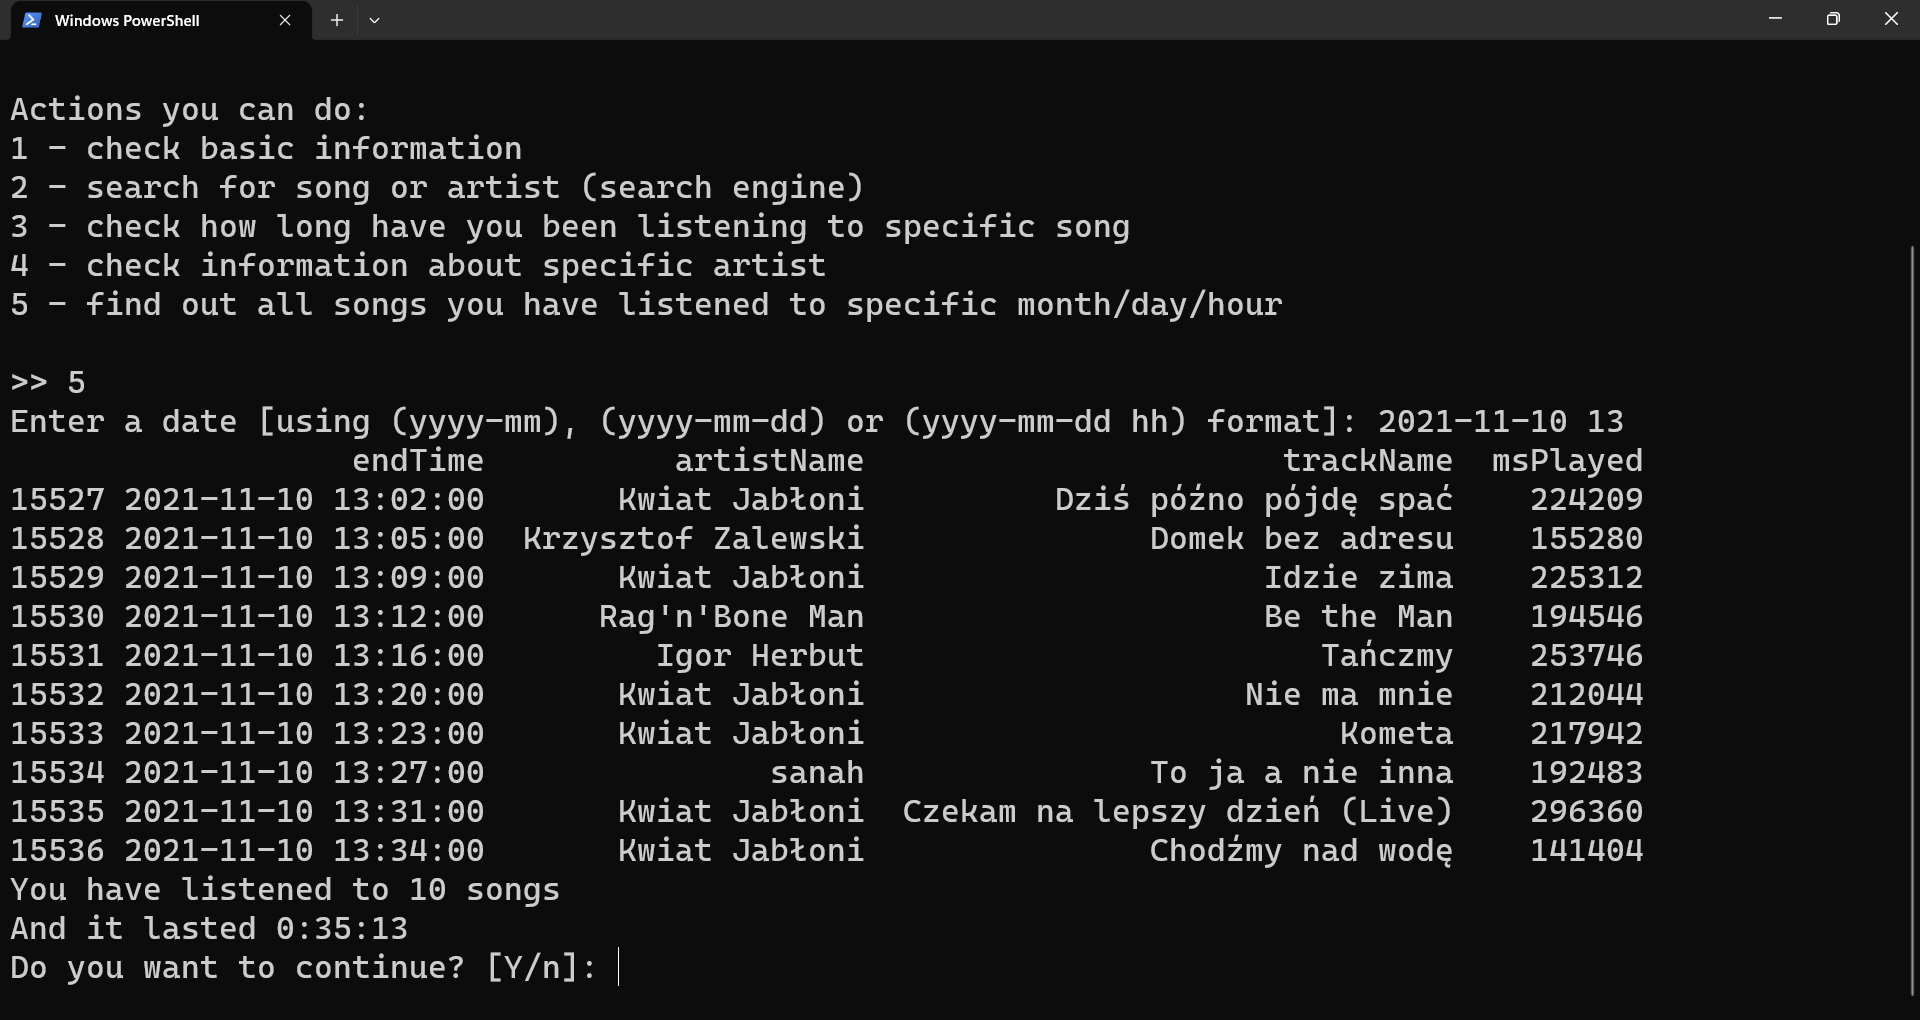 Windows PowerShell
Actions you can do:
1 - check basic information
2 - search for song or artist (search engine)
3 - check how long have you been listening to specific song
4 - check information about specific artist
5 - find out all songs you have listened to specific month/day/hour
>> 5
Enter a date [using (yyyy-mm), (yyyy-mm-dd) or (yyyy-mm-dd hh) format]: 2021-11-10 13
endTime artistName trackName msPlayed
15527 2021-11-10 13:02:00 Kwiat Jabłoni Dziś późno pójdę spać 224209
15528 2021-11-10 13:05:00 Krzysztof Zalewski Domek bez adresu 155280
15529 2021-11-10 13:09:00 Kwiat Jabłoni Idzie zima 225312
15530 2021-11-10 13:12:00 Rag'n'Bone Man Be the Man 194546
15531 2021-11-10 13:16:00 Igor Herbut Tańczmy 253746
15532 2021-11-10 13:20:00 Kwiat Jabłoni Nie ma mnie 212044
15533 2021-11-10 13:23:00 Kwiat Jabłoni Kometa 217942
15534 2021-11-10 13:27:00 sanah To ja a nie inna 192483
15535 2021-11-10 13:31:00 Kwiat Jabłoni Czekam na lepszy dzień (Live) 296360
15536 2021-11-10 13:34:00 Kwiat Jabłoni Chodźmy nad wodę 141404
You have listened to 10 songs
And it lasted 0:35:13
Do you want to continue? [Y/n]: